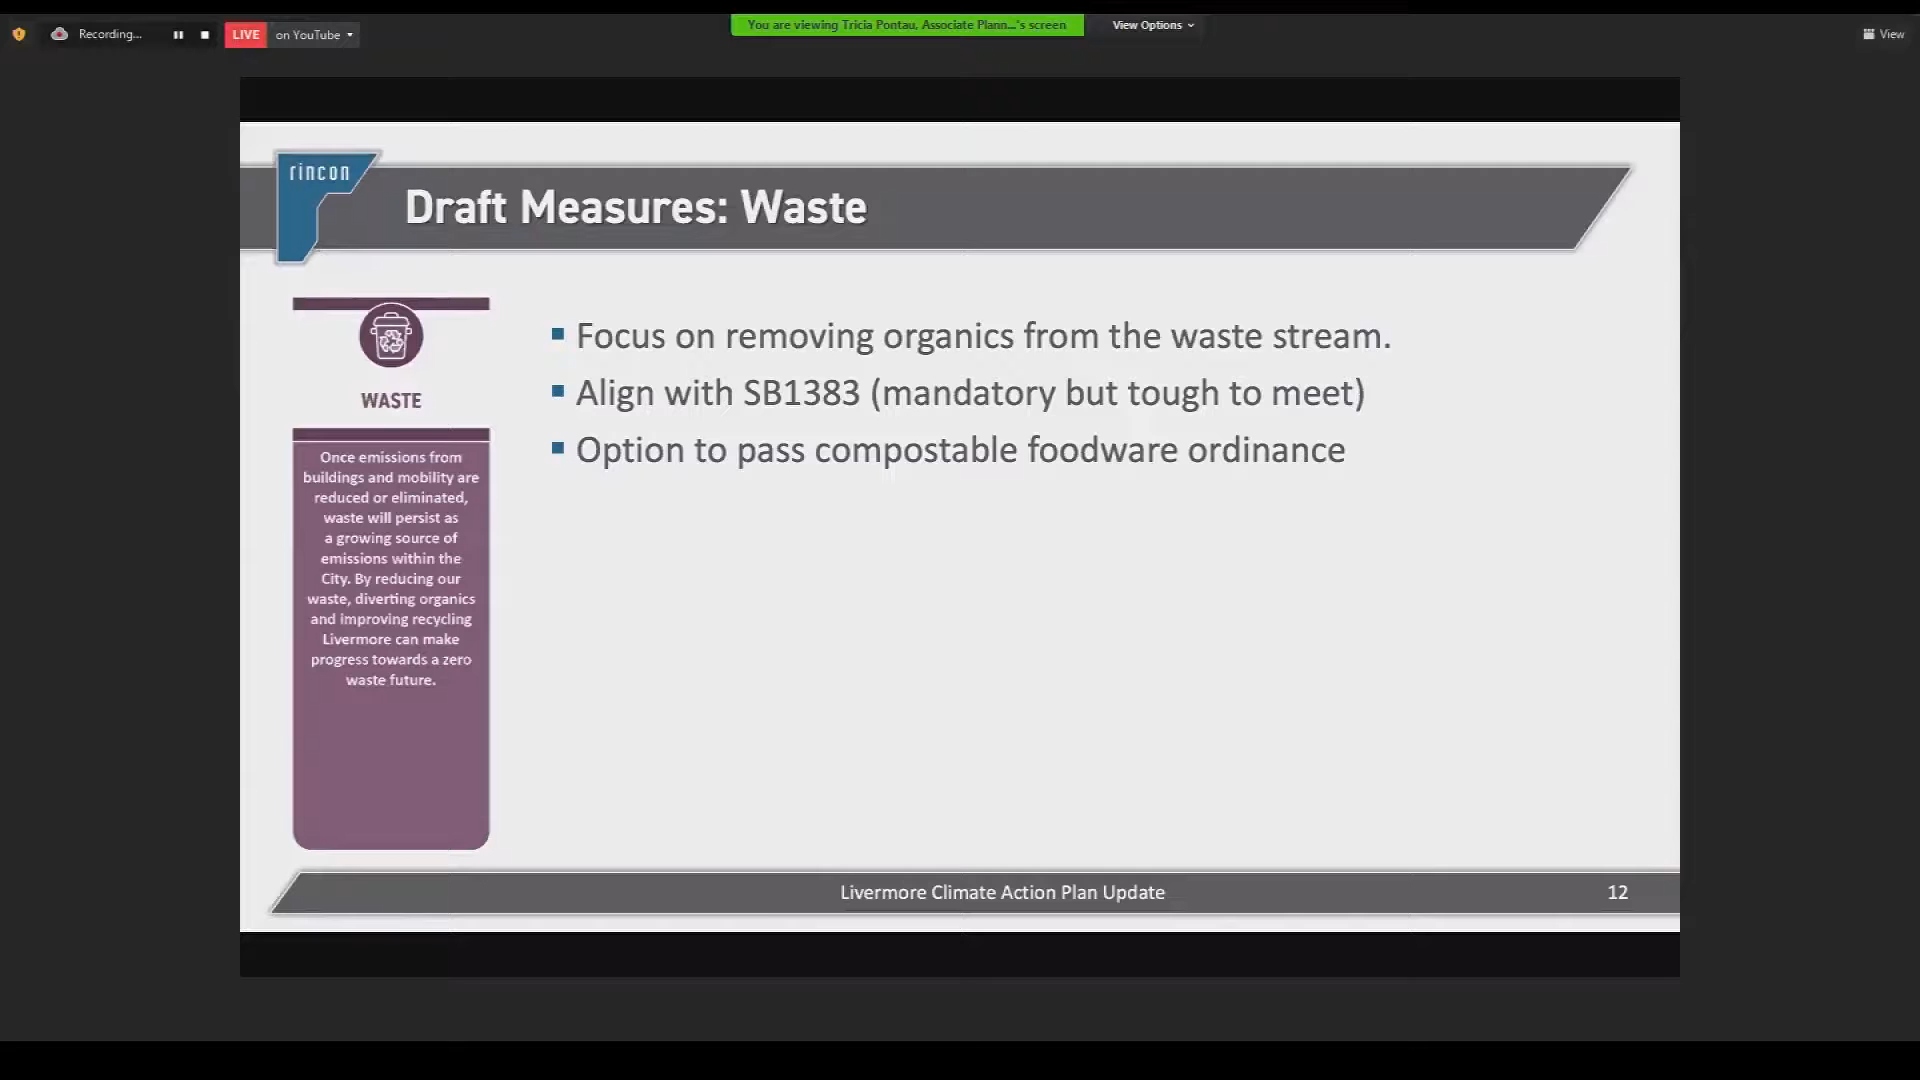 Recording...
LIVE on YouTube
You are viewing Tricia Pontau, Associate Plann...'s screen
View Options
View
rincon
Draft Measures: Waste
WASTE
Once emissions from
buildings and mobility are
reduced or eliminated,
waste will persist as
a growing source of
emissions within the
City. By reducing our
waste, diverting organics
and improving recycling
Livermore can make
progress towards a zero
waste future.
Focus on removing organics from the waste stream.
Align with SB1383 (mandatory but tough to meet)
Option to pass compostable foodware ordinance
Livermore Climate Action Plan Update
12